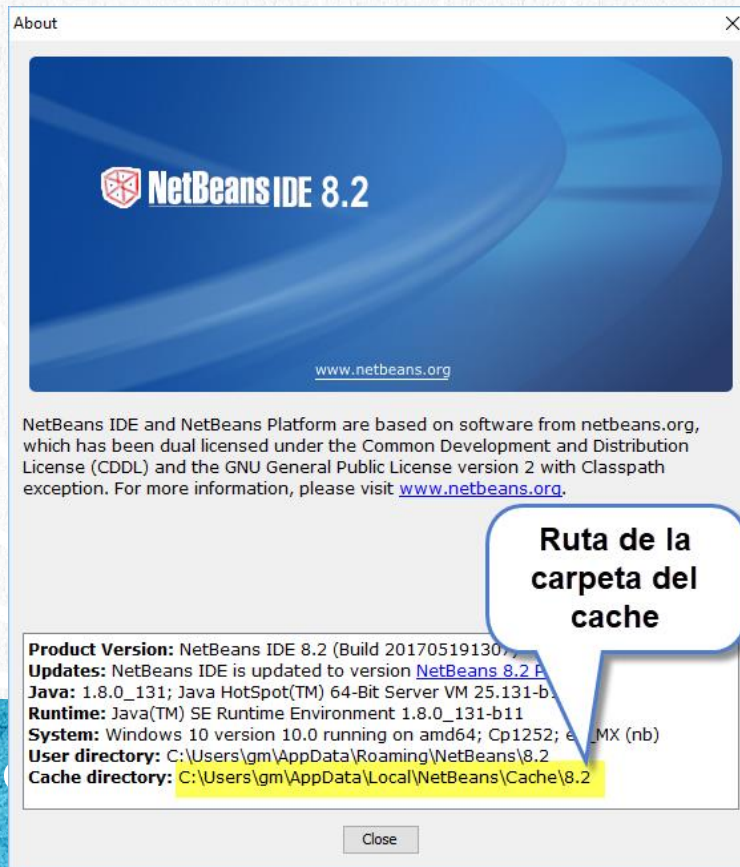 About
NetBeans IDE 8.2
www.netbeans.org
NetBeans IDE and NetBeans Platform are based on software from netbeans.org,
which has been dual licensed under the Common Development and Distribution
License (CDDL) and the GNU General Public License version 2 with Classpath
exception. For more information, please visit www.netbeans.org.
Ruta de la
carpeta del
cache
Product Version: NetBeans IDE 8.2 (Build 201705191307)
Updates: NetBeans IDE is updated to version NetBeans 8.2
Java: 1.8.0_131; Java HotSpot(TM) 64-Bit Server VM
Runtime: Java(TM) SE Runtime Environment 1.8.0_131-b11
System: Windows 10 version 10.0 running on amd64; Cp1252; (nb)
User directory: C:\Users\gm\AppData\Roaming\NetBeans\8.2
Cache directory: C:\Users\gm\AppData\Local\NetBeans\Cache\8.2
Close